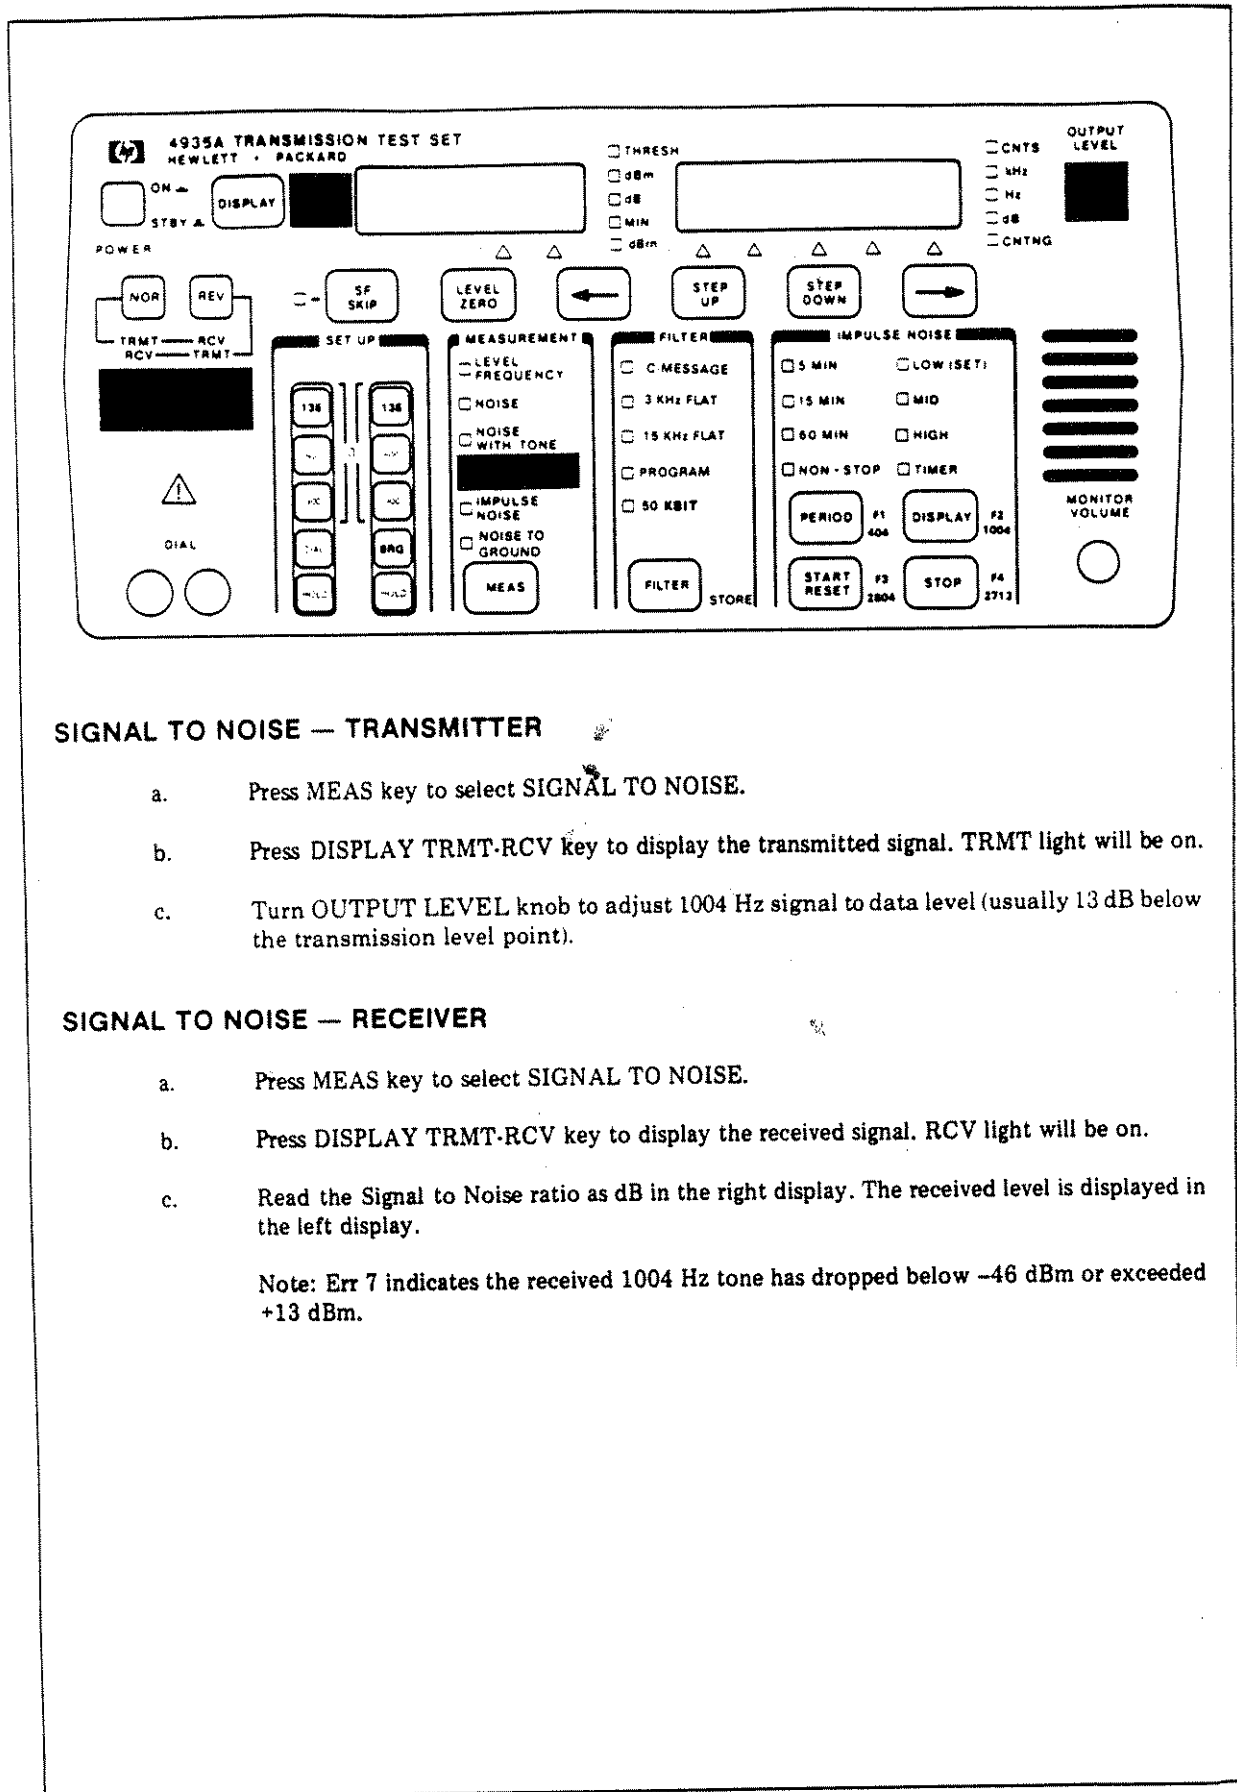 hp
4935A TRANSMISSION TEST SET
HEWLETT • PACKARD
ON
STBY
DISPLAY
POWER
THRESH
dBm
dB
MIN
dBrn
CNTS
kHz
Hz
dB
CNTNG
OUTPUT
LEVEL
NOR
REV
TRMT RCV
RCV TRMT
SF
SKIP
LEVEL
ZERO
STEP
UP
STEP
DOWN
SET UP
135
135
BRG
DIAL
HOLD
HOLD
DIAL
MEASUREMENT
LEVEL
FREQUENCY
NOISE
NOISE
WITH TONE
IMPULSE
NOISE
NOISE TO
GROUND
MEAS
FILTER
C-MESSAGE
3 KHz FLAT
15 KHz FLAT
PROGRAM
50 KBIT
FILTER
STORE
IMPULSE NOISE
5 MIN
LOW (SET)
15 MIN
MID
60 MIN
HIGH
NON-STOP
TIMER
PERIOD
F1
404
DISPLAY
F2
1004
START
RESET
F3
2804
STOP
F4
2713
MONITOR
VOLUME
SIGNAL TO NOISE — TRANSMITTER
a. Press MEAS key to select SIGNAL TO NOISE.
b. Press DISPLAY TRMT-RCV key to display the transmitted signal. TRMT light will be on.
c. Turn OUTPUT LEVEL knob to adjust 1004 Hz signal to data level (usually 13 dB below
the transmission level point).
SIGNAL TO NOISE — RECEIVER
a. Press MEAS key to select SIGNAL TO NOISE.
b. Press DISPLAY TRMT-RCV key to display the received signal. RCV light will be on.
c. Read the Signal to Noise ratio as dB in the right display. The received level is displayed in
the left display.
Note: Err 7 indicates the received 1004 Hz tone has dropped below –46 dBm or exceeded
+13 dBm.